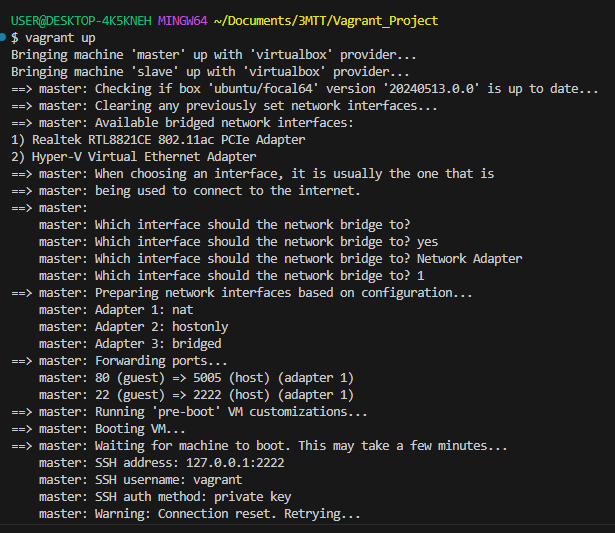 USER@DESKTOP-4K5KNEH MINGW64 ~/Documents/3MTT/Vagrant_Project
$ vagrant up
Bringing machine 'master' up with 'virtualbox' provider...
Bringing machine 'slave' up with 'virtualbox' provider...
==> master: Checking if box 'ubuntu/focal64' version '20240513.0.0' is up to date...
==> master: Clearing any previously set network interfaces...
==> master: Available bridged network interfaces:
1) Realtek RTL8821CE 802.11ac PCIe Adapter
2) Hyper-V Virtual Ethernet Adapter
==> master: When choosing an interface, it is usually the one that is
==> master: being used to connect to the internet.
==> master:
    master: Which interface should the network bridge to?
    master: Which interface should the network bridge to? yes
    master: Which interface should the network bridge to? Network Adapter
    master: Which interface should the network bridge to? 1
==> master: Preparing network interfaces based on configuration...
    master: Adapter 1: nat
    master: Adapter 2: hostonly
    master: Adapter 3: bridged
==> master: Forwarding ports...
    master: 80 (guest) => 5005 (host) (adapter 1)
    master: 22 (guest) => 2222 (host) (adapter 1)
==> master: Running 'pre-boot' VM customizations...
==> master: Booting VM...
==> master: Waiting for machine to boot. This may take a few minutes...
    master: SSH address: 127.0.0.1:2222
    master: SSH username: vagrant
    master: SSH auth method: private key
    master: Warning: Connection reset. Retrying...